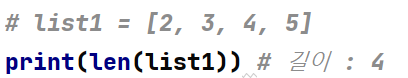 # list1 = [2, 3, 4, 5]
print(len(list1)) # 길이 : 4